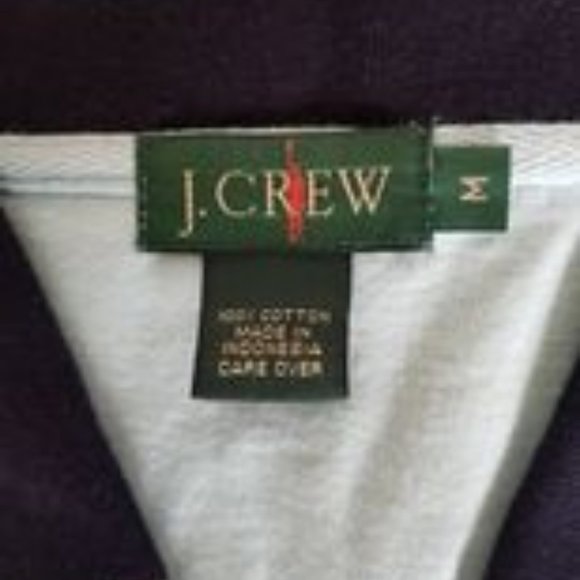 J.CREW
M
100% COTTON
MADE IN
INDONESIA
CARE OVER